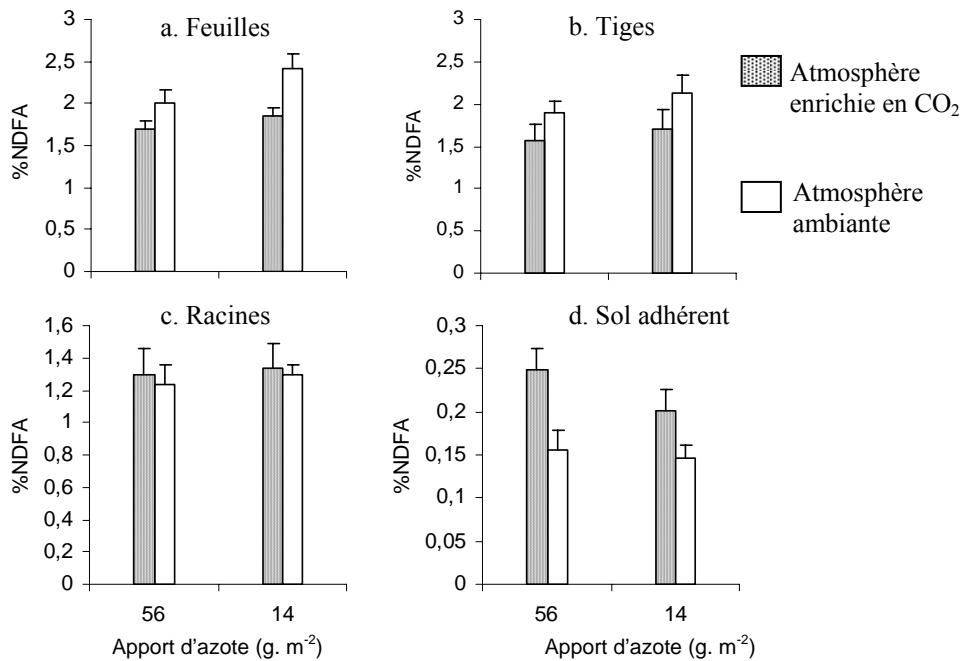 a. Feuilles
3
2,5
2
1,5
1
0,5
0
%NDFA
b. Tiges
3
2,5
2
1,5
1
0,5
0
%NDFA
Atmosphère
enrichie en CO₂
Atmosphère
ambiante
c. Racines
1,6
1,4
1,2
1
0,8
0,6
0,4
0,2
0
%NDFA
56 14
Apport d'azote (g. m⁻²)
d. Sol adhérent
0,3
0,25
0,2
0,15
0,1
0,05
0
%NDFA
56 14
Apport d'azote (g. m⁻²)